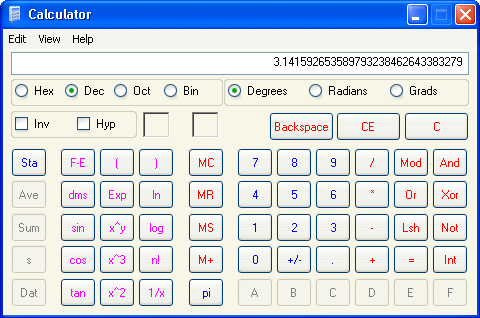 Calculator
Edit View Help
3.1415926535897932384626433832​79
Hex Dec Oct Bin Degrees Radians Grads
Inv Hyp Backspace CE C
Sta F-E ( ) MC 7 8 9 / Mod And
Ave dms Exp ln MR 4 5 6 * Or Xor
Sum sin x^y log MS 1 2 3 - Lsh Not
s cos x^3 n! M+ 0 +/- . + = Int
Dat tan x^2 1/x pi A B C D E F